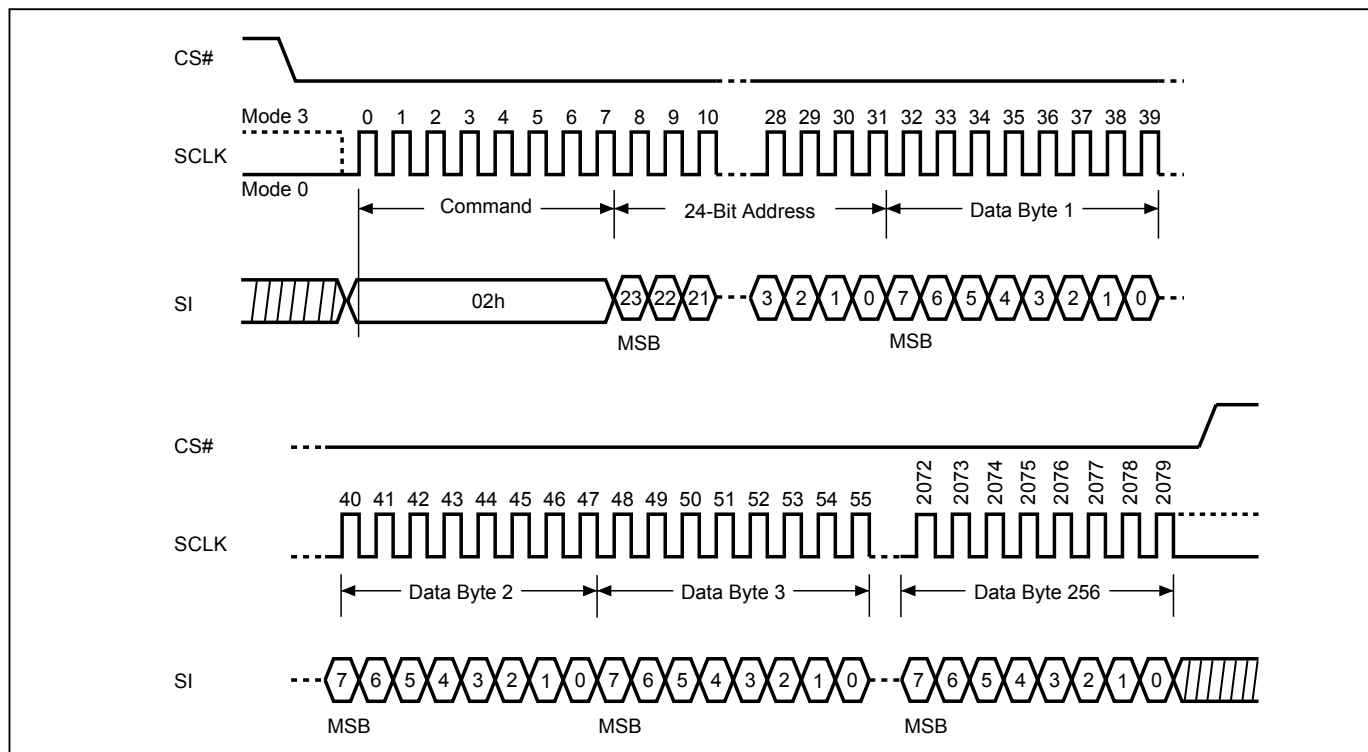 CS#
Mode 3
0 1 2 3 4 5 6 7 8 9 10 28 29 30 31 32 33 34 35 36 37 38 39
SCLK
Mode 0
Command 24-Bit Address Data Byte 1
SI 02h 23 22 21 3 2 1 0 7 6 5 4 3 2 1 0
MSB MSB
CS#
40 41 42 43 44 45 46 47 48 49 50 51 52 53 54 55 2072 2073 2074 2075 2076 2077 2078 2079
SCLK
Data Byte 2 Data Byte 3 Data Byte 256
SI 7 6 5 4 3 2 1 0 7 6 5 4 3 2 1 0 7 6 5 4 3 2 1 0
MSB MSB MSB